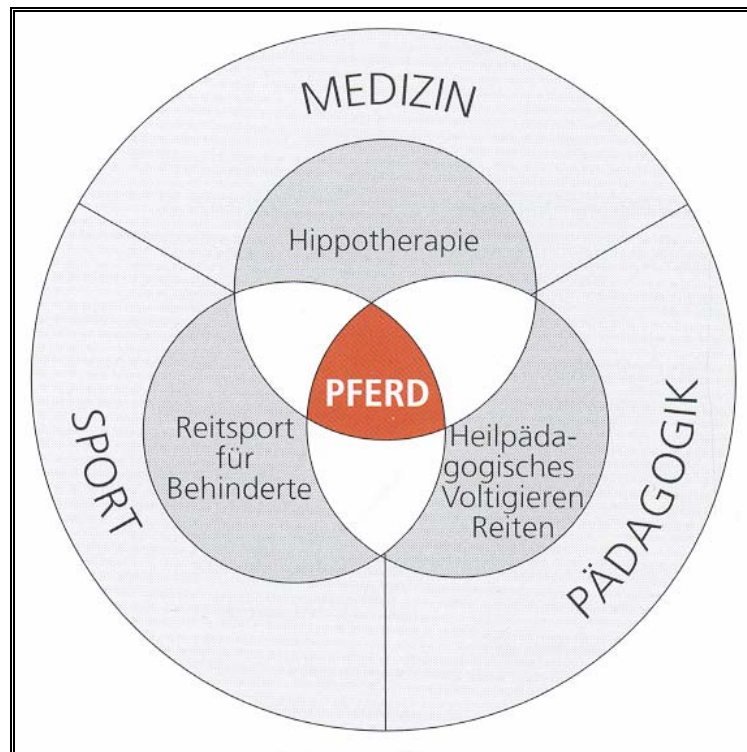 MEDIZIN
Hippotherapie
PFERD
Reitsport
für
Behinderte
Heilpäda-
gogisches
Voltigieren
Reiten
SPORT
PÄDAGOGIK